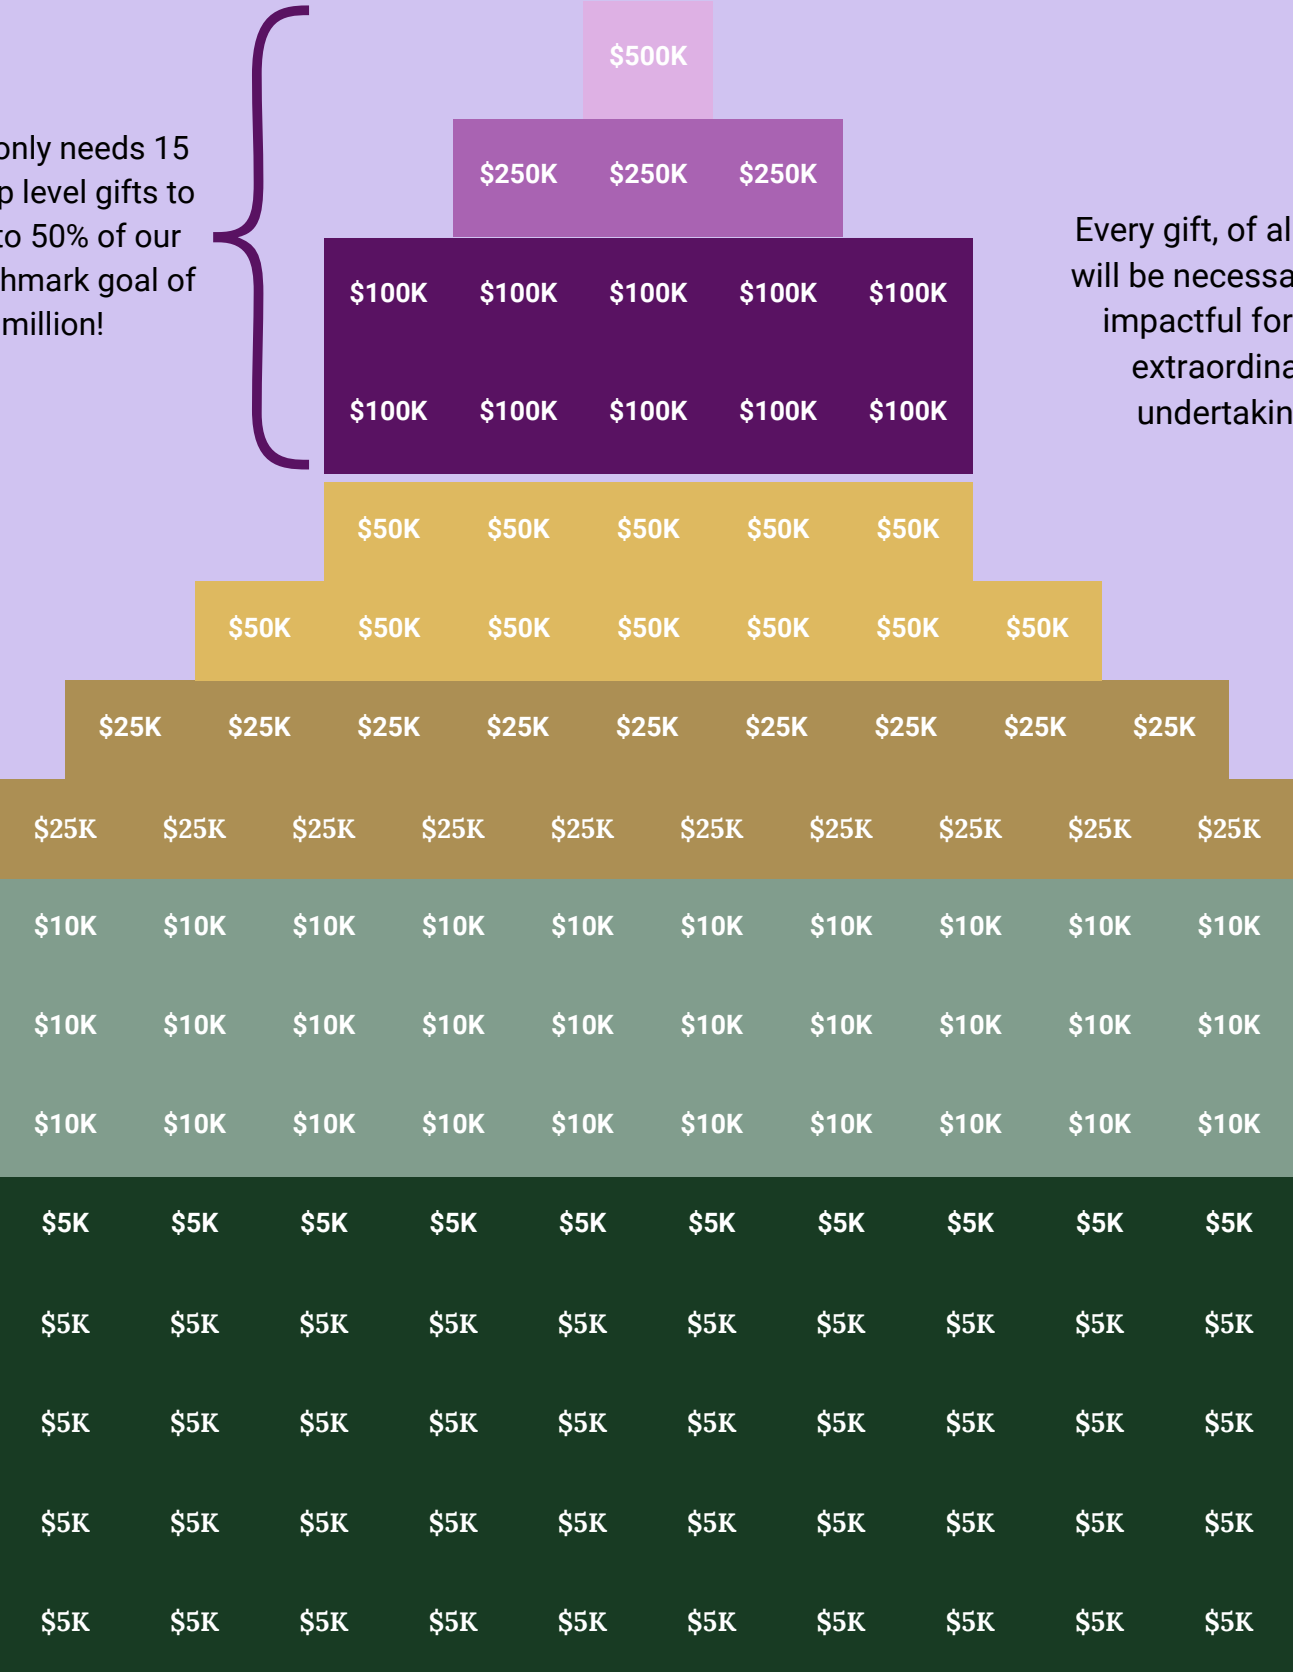 only needs 15
level gifts to
to 50% of our
goal of
million!
$500K
$250K $250K $250K
$100K $100K $100K $100K $100K
$100K $100K $100K $100K $100K
Every gift, of
will be
impactful for
$50K $50K $50K $50K $50K
$50K $50K $50K $50K $50K $50K $50K
$25K $25K $25K $25K $25K $25K $25K $25K $25K
$25K $25K $25K $25K $25K $25K $25K $25K $25K $25K
$10K $10K $10K $10K $10K $10K $10K $10K $10K $10K
$10K $10K $10K $10K $10K $10K $10K $10K $10K $10K
$10K $10K $10K $10K $10K $10K $10K $10K $10K $10K
$5K $5K $5K $5K $5K $5K $5K $5K $5K $5K
$5K $5K $5K $5K $5K $5K $5K $5K $5K $5K
$5K $5K $5K $5K $5K $5K $5K $5K $5K $5K
$5K $5K $5K $5K $5K $5K $5K $5K $5K $5K
$5K $5K $5K $5K $5K $5K $5K $5K $5K $5K